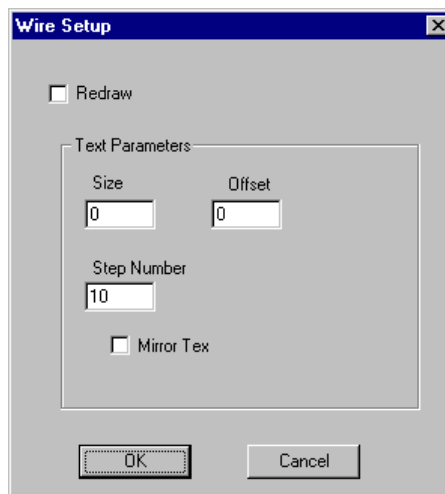 Wire Setup
Redraw
Text Parameters
Size Offset
0 0
Step Number
10
Mirror Tex
OK Cancel